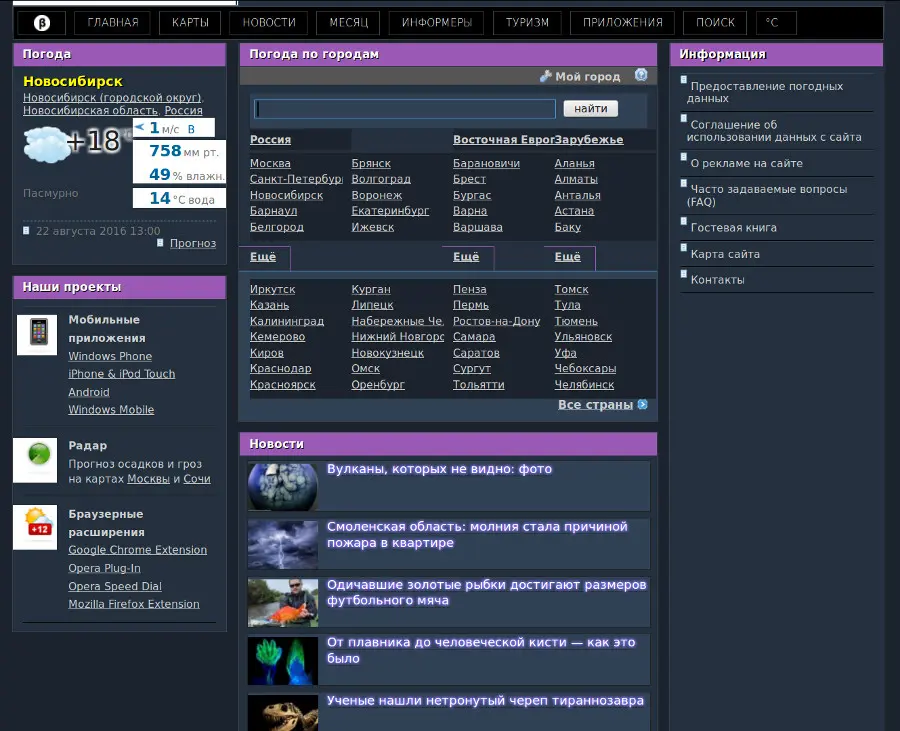 β ГЛАВНАЯ КАРТЫ НОВОСТИ МЕСЯЦ ИНФОРМЕРЫ ТУРИЗМ ПРИЛОЖЕНИЯ ПОИСК °C
Погода
Новосибирск
Новосибирск (городской округ),
Новосибирская область, Россия
+18°
1 м/с В
758 мм рт.
49 % влажн.
14 °C вода
Пасмурно
22 августа 2016 13:00
Прогноз
Наши проекты
Мобильные
приложения
Windows Phone
iPhone & iPod Touch
Android
Windows Mobile
Радар
Прогноз осадков и гроз
на картах Москвы и Сочи
+12
Браузерные
расширения
Google Chrome Extension
Opera Plug-In
Opera Speed Dial
Mozilla Firefox Extension
Погода по городам
Мой город
найти
Россия Восточная Евро Зарубежье
Москва Брянск Барановичи Аланья
Санкт-Петербур Волгоград Брест Алматы
Новосибирск Воронеж Бургас Анталья
Барнаул Екатеринбург Варна Астана
Белгород Ижевск Варшава Баку
Ещё Ещё Ещё
Иркутск Курган Пенза Томск
Казань Липецк Пермь Тула
Калининград Набережные Че. Ростов-на-Дону Тюмень
Кемерово Нижний Новгоро Самара Ульяновск
Киров Новокузнецк Саратов Уфа
Краснодар Омск Сургут Чебоксары
Красноярск Оренбург Тольятти Челябинск
Все страны
Новости
Вулканы, которых не видно: фото
Смоленская область: молния стала причиной
пожара в квартире
Одичавшие золотые рыбки достигают размеров
футбольного мяча
От плавника до человеческой кисти — как это
было
Ученые нашли нетронутый череп тираннозавра
Информация
Предоставление погодных
данных
Соглашение об
использовании данных с сайта
О рекламе на сайте
Часто задаваемые вопросы
(FAQ)
Гостевая книга
Карта сайта
Контакты